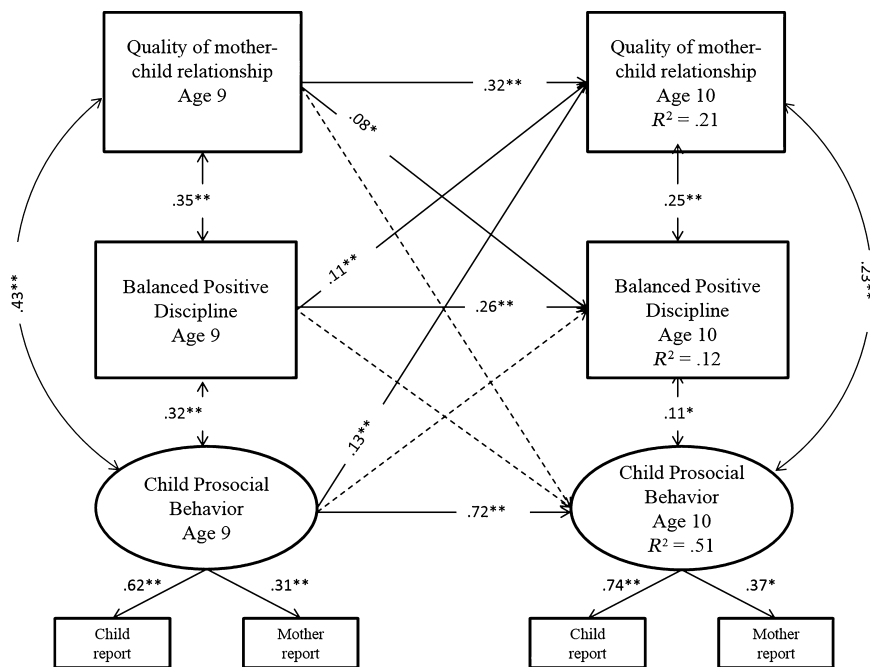 Quality of mother-
child relationship
Age 9
Quality of mother-
child relationship
Age 10
R² = .21
.32**
.08*
.35**
.25**
.43**
.23**
.11**
Balanced Positive
Discipline
Age 9
.26**
Balanced Positive
Discipline
Age 10
R² = .12
.32**
.11*
.13**
Child Prosocial
Behavior
Age 9
.72**
Child Prosocial
Behavior
Age 10
R² = .51
.62**
.31**
.74**
.37*
Child
report
Mother
report
Child
report
Mother
report